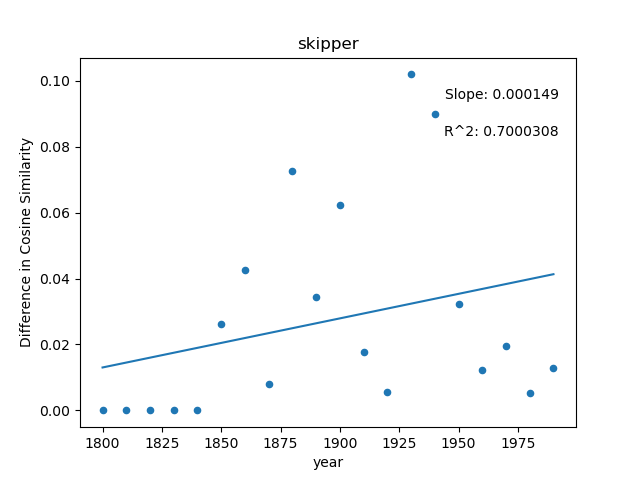 skipper
Slope: 0.000149
R^2: 0.7000308
Difference in Cosine Similarity
0.10
0.08
0.06
0.04
0.02
0.00
1800 1825 1850 1875 1900 1925 1950 1975
year